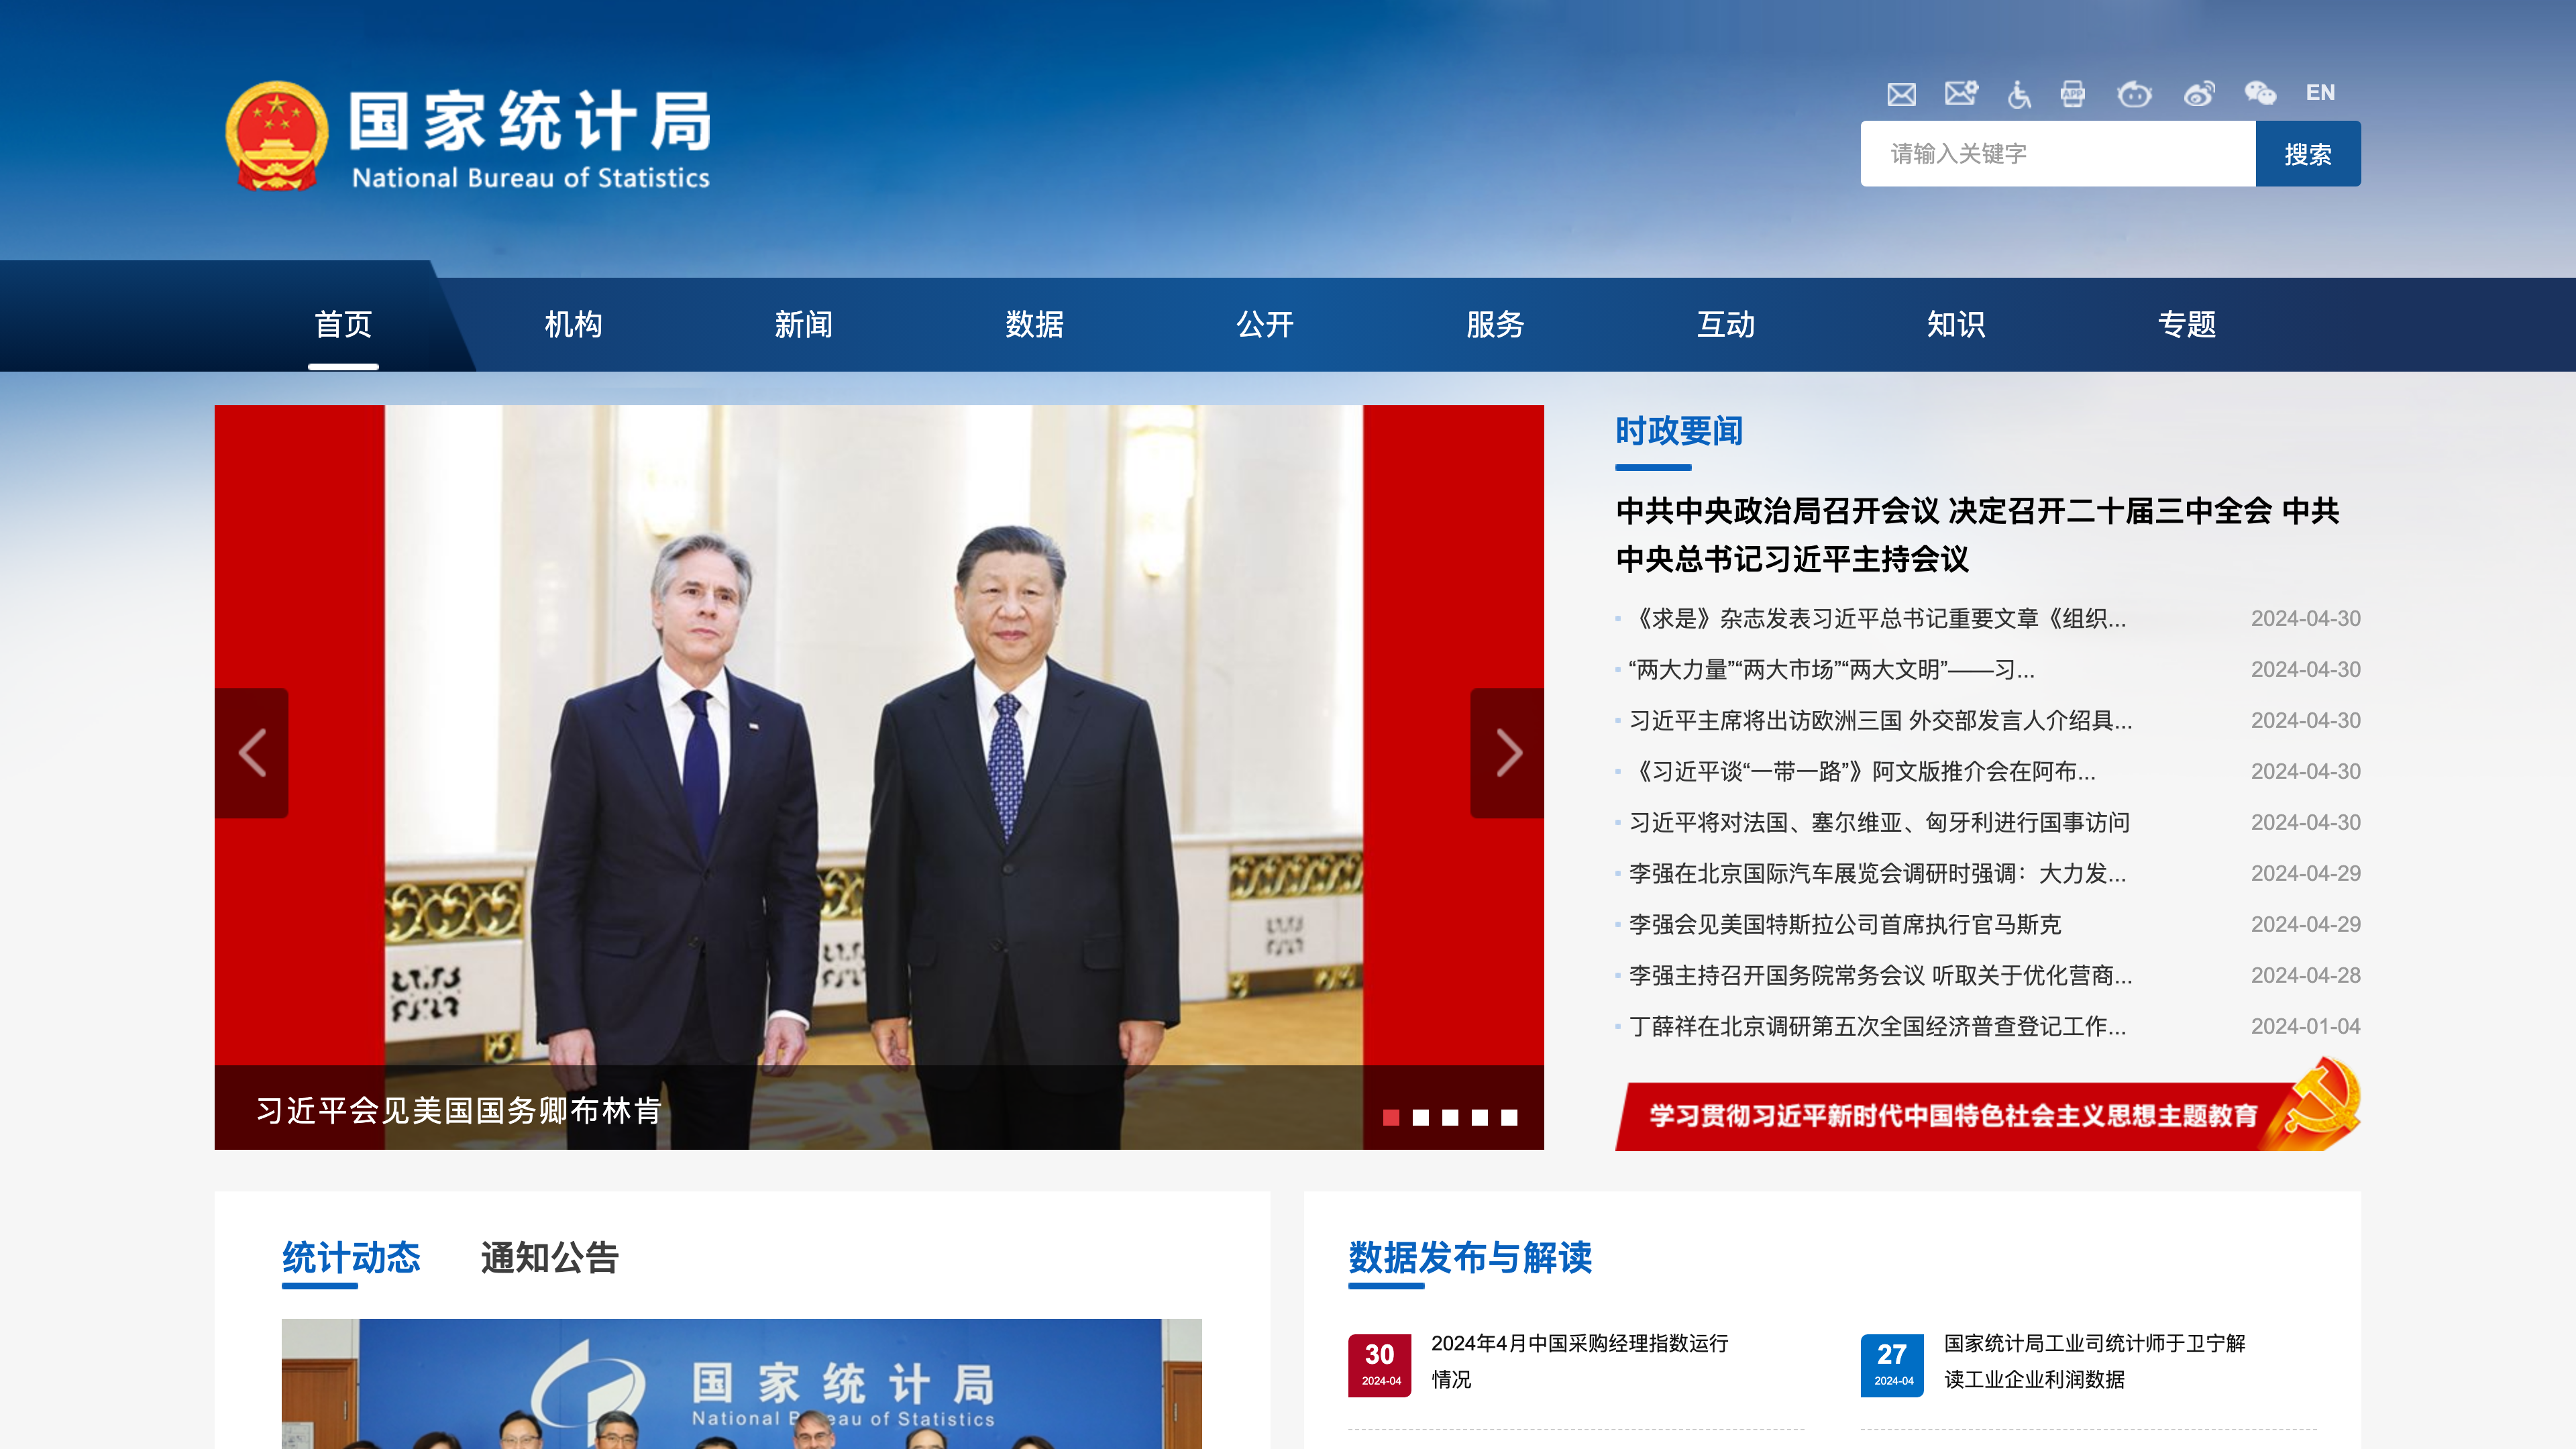 国家统计局
National Bureau of Statistics
APP
EN
请输入关键字
搜索
首页
机构
新闻
数据
公开
服务
互动
知识
专题
习近平会见美国国务卿布林肯
时政要闻
中共中央政治局召开会议 决定召开二十届三中全会 中共
中央总书记习近平主持会议
《求是》杂志发表习近平总书记重要文章《组织... 2024-04-30
“两大力量”“两大市场”“两大文明”——习... 2024-04-30
习近平主席将出访欧洲三国 外交部发言人介绍具... 2024-04-30
《习近平谈“一带一路”》阿文版推介会在阿布... 2024-04-30
习近平将对法国、塞尔维亚、匈牙利进行国事访问 2024-04-30
李强在北京国际汽车展览会调研时强调：大力发... 2024-04-29
李强会见美国特斯拉公司首席执行官马斯克 2024-04-29
李强主持召开国务院常务会议 听取关于优化营商... 2024-04-28
丁薛祥在北京调研第五次全国经济普查登记工作... 2024-01-04
学习贯彻习近平新时代中国特色社会主义思想主题教育
统计动态
通知公告
国家统计局
National Bureau of Statistics
数据发布与解读
30
2024-04
2024年4月中国采购经理指数运行
情况
27
2024-04
国家统计局工业司统计师于卫宁解
读工业企业利润数据